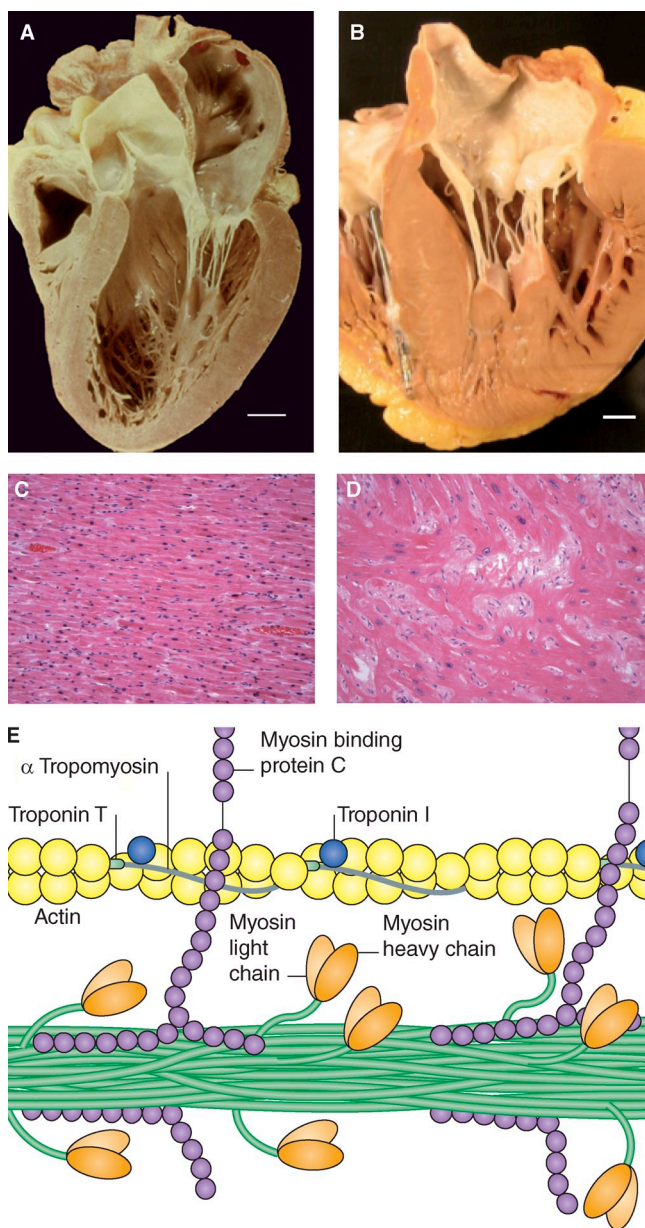 A
B
C
D
E
Myosin binding
protein C
α Tropomyosin
Troponin T
Troponin I
Actin
Myosin
light
chain
Myosin
heavy chain